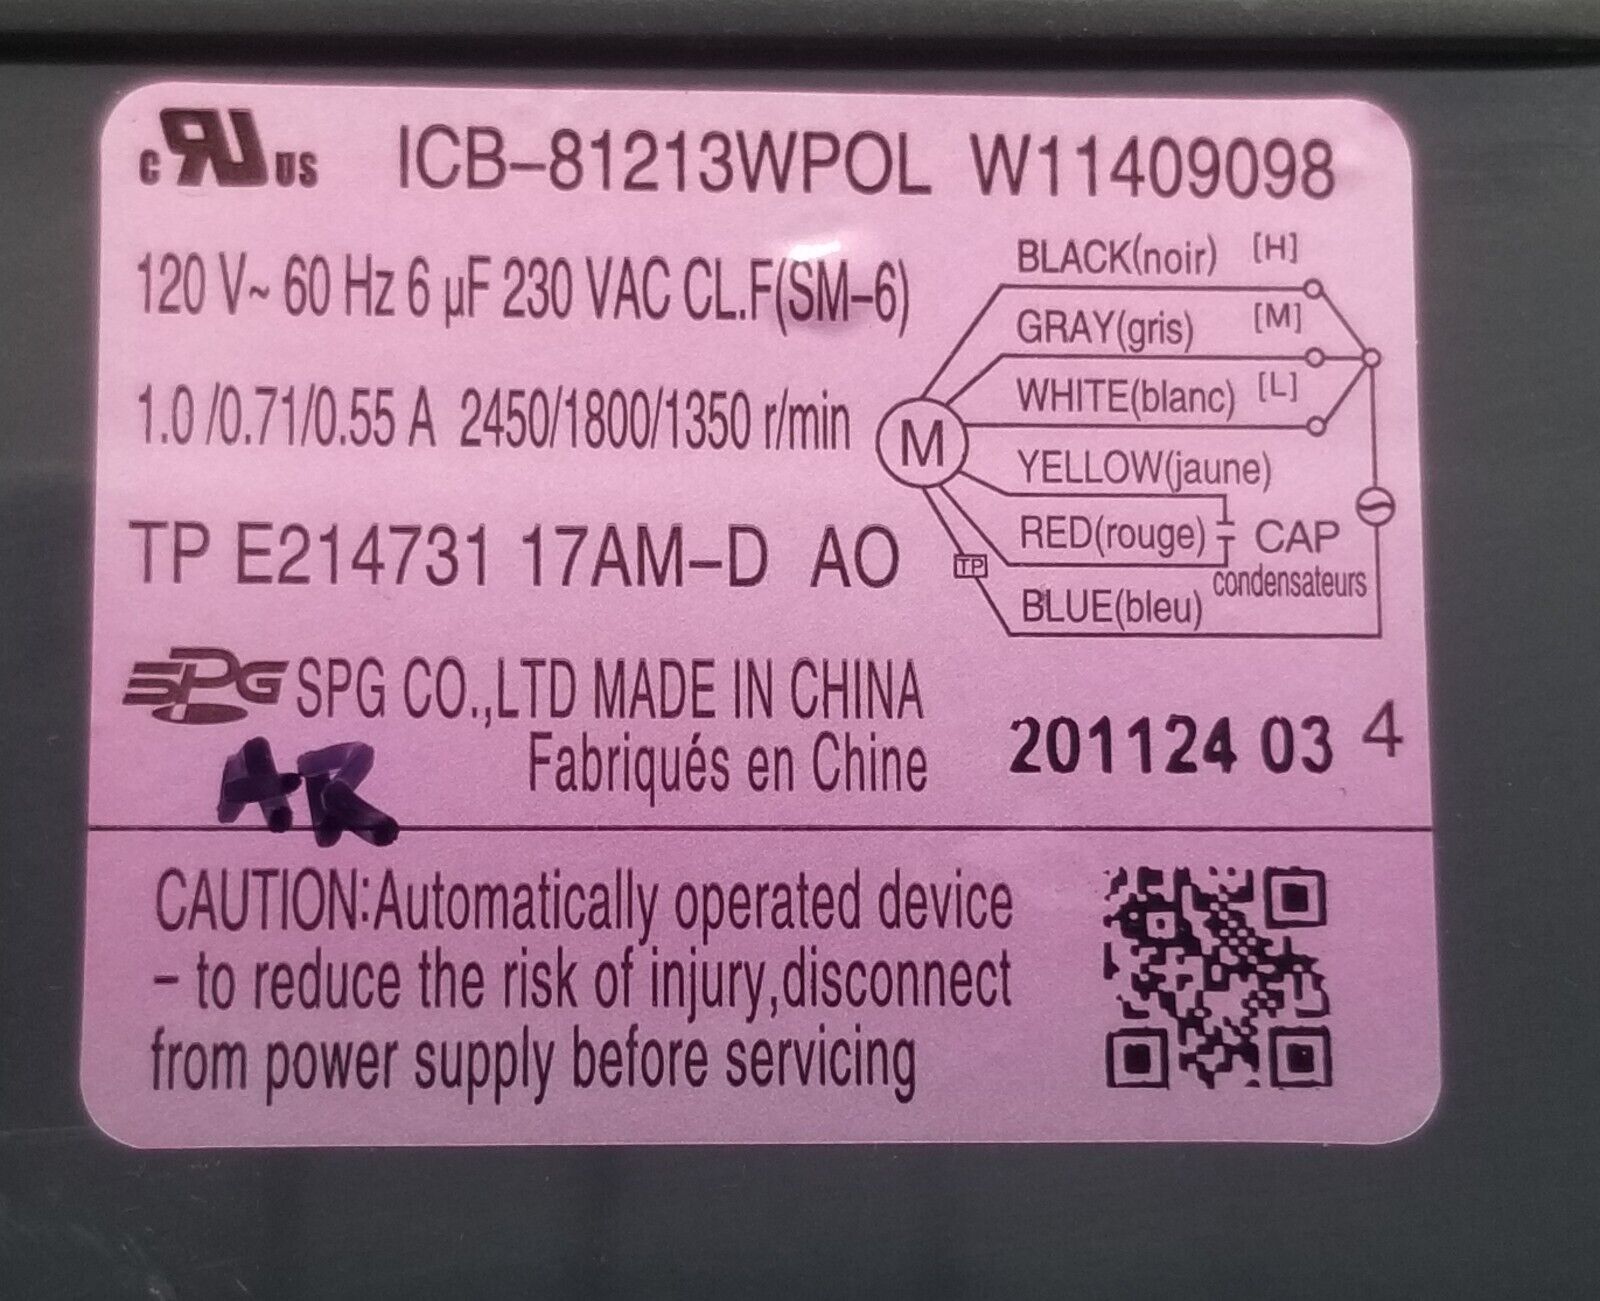 c RU US ICB-81213WPOL W11409098
120 V~ 60 Hz 6 µF 230 VAC CL.F(SM-6)
1.0 /0.71/0.55 A 2450/1800/1350 r/min
TP E214731 17AM-D AO
BLACK(noir) [H]
GRAY(gris) [M]
WHITE(blanc) [L]
M
YELLOW(jaune)
RED(rouge) CAP
condensateurs
TP
BLUE(bleu)
SPG SPG CO.,LTD MADE IN CHINA
Fabriqués en Chine
201124 03 4
AR
CAUTION:Automatically operated device
- to reduce the risk of injury,disconnect
from power supply before servicing